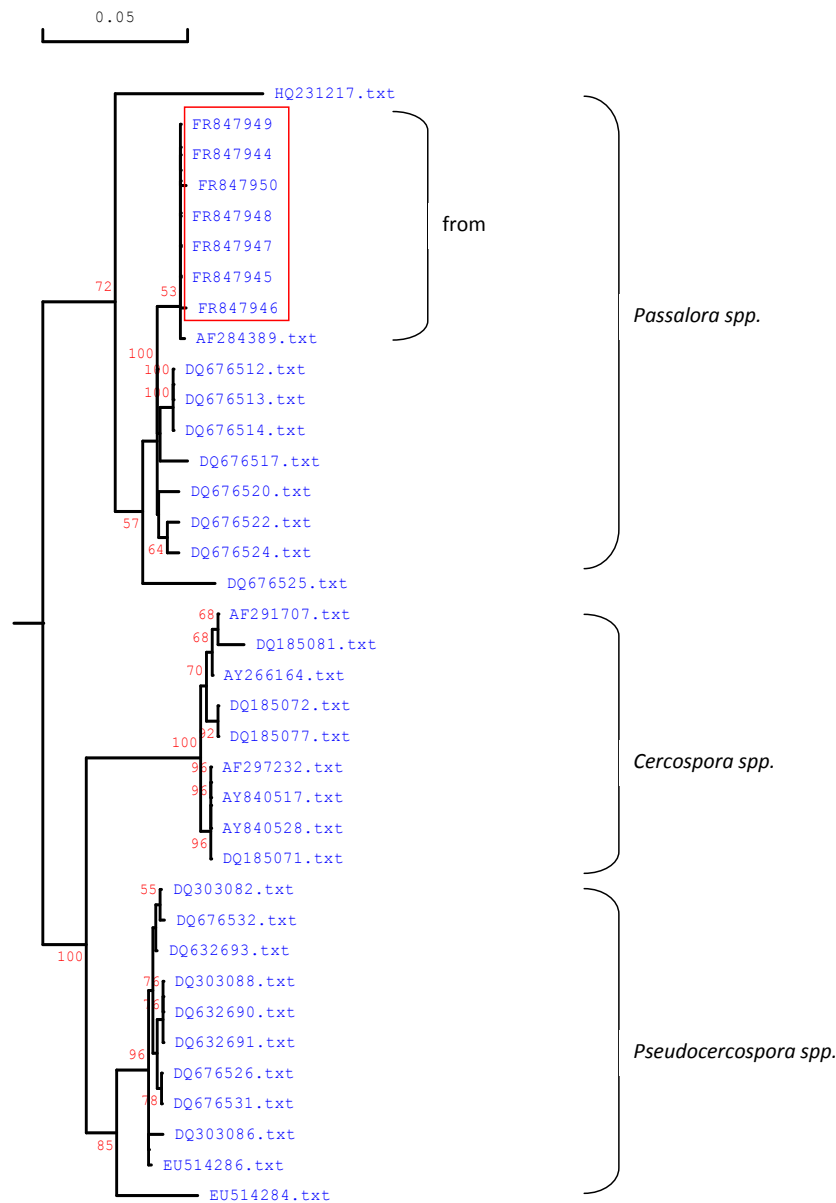 0.05
HQ231217.txt
FR847949
FR847944
FR847950
FR847948
from
FR847947
FR847945
72
53
FR847946
Passalora spp.
AF284389.txt
100
100
DQ676512.txt
100
DQ676513.txt
DQ676514.txt
DQ676517.txt
DQ676520.txt
57
DQ676522.txt
64
DQ676524.txt
DQ676525.txt
68
AF291707.txt
68
DQ185081.txt
70
AY266164.txt
DQ185072.txt
92
DQ185077.txt
100
96
AF297232.txt
Cercospora spp.
96
AY840517.txt
AY840528.txt
96
DQ185071.txt
55
DQ303082.txt
DQ676532.txt
100
DQ632693.txt
76
DQ303088.txt
76
DQ632690.txt
DQ632691.txt
96
Pseudocercospora spp.
DQ676526.txt
78
DQ676531.txt
DQ303086.txt
85
EU514286.txt
EU514284.txt